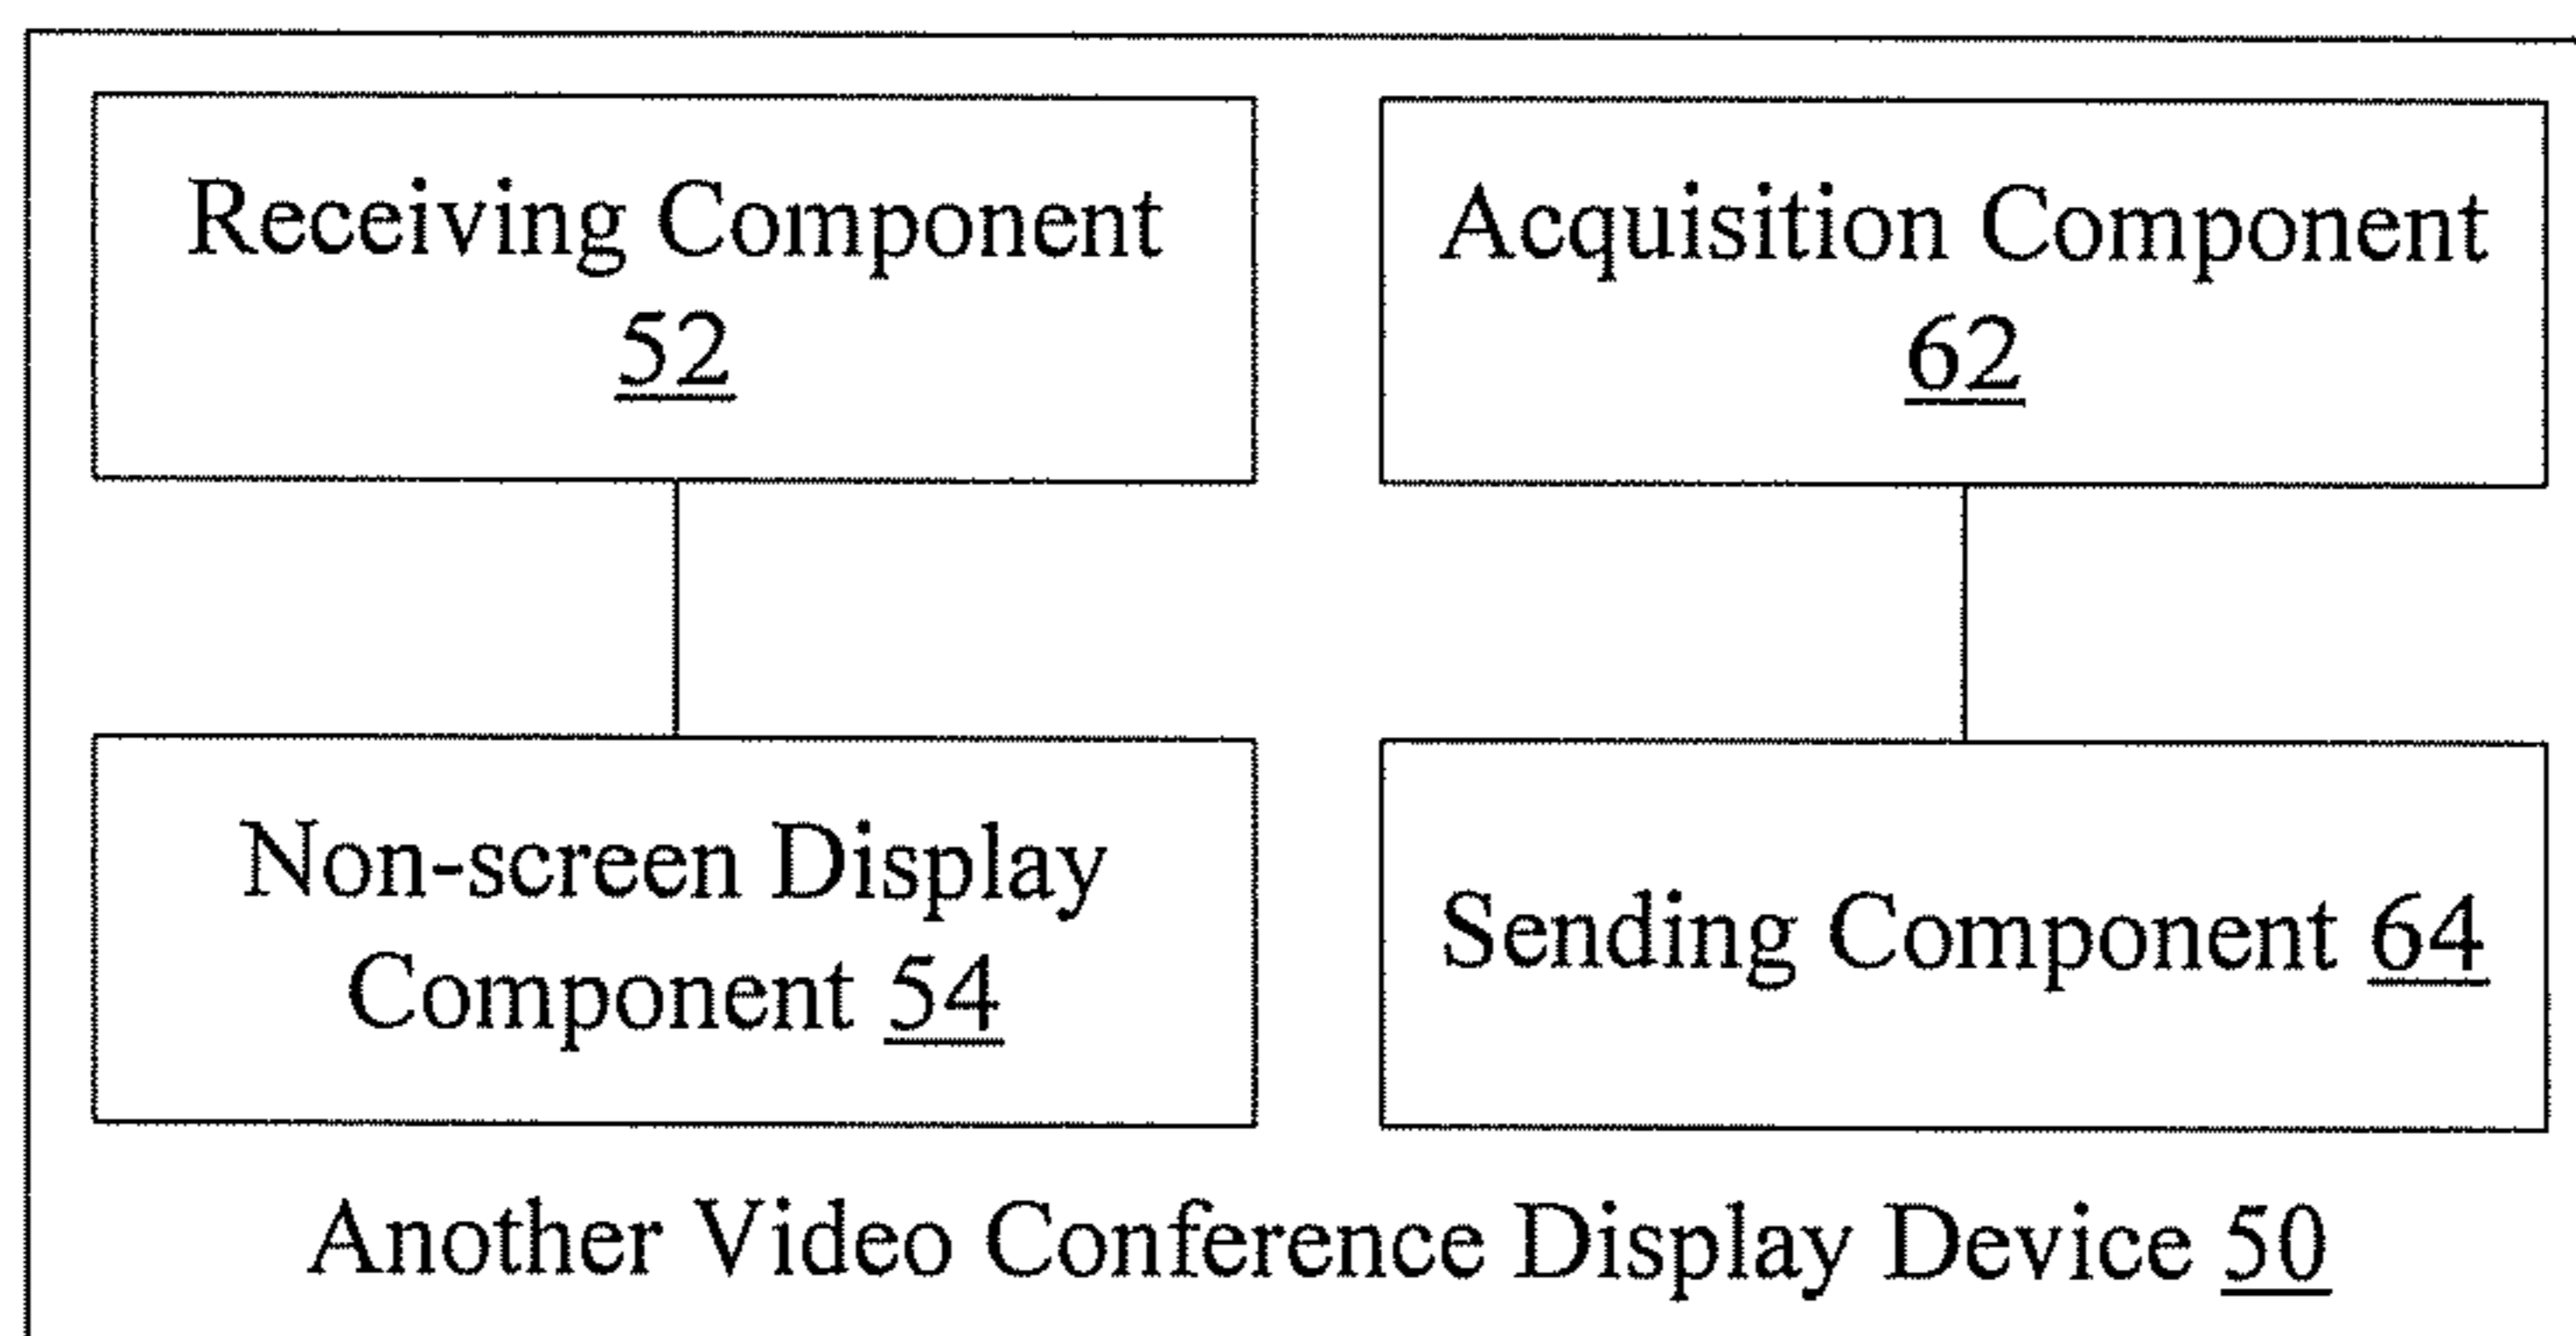 Receiving Component
52
Acquisition Component
62
Non-screen Display
Component 54
Sending Component 64
Another Video Conference Display Device 50